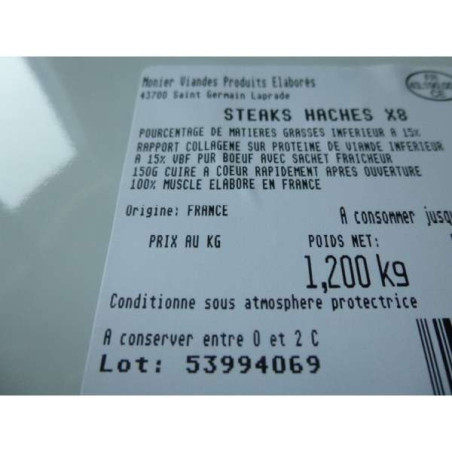 Monier Viandes Produits Elaborés
43700 Saint Germain Laprade
FR
CE
STEAKS HACHES X8
POURCENTAGE DE MATIERES GRASSES INFERIEUR A 15%
RAPPORT COLLAGENE SUR PROTEINE DE VIANDE INFERIEUR
A 15% VBF PUR BOEUF AVEC SACHET FRAICHEUR
150G CUIRE A COEUR RAPIDEMENT APRES OUVERTURE
100% MUSCLE ELABORE EN FRANCE
Origine: FRANCE
A consommer jusqu
PRIX AU KG
POIDS NET:
1,200 kg
Conditionne sous atmosphere protectrice
A conserver entre 0 et 2 C
Lot: 53994069